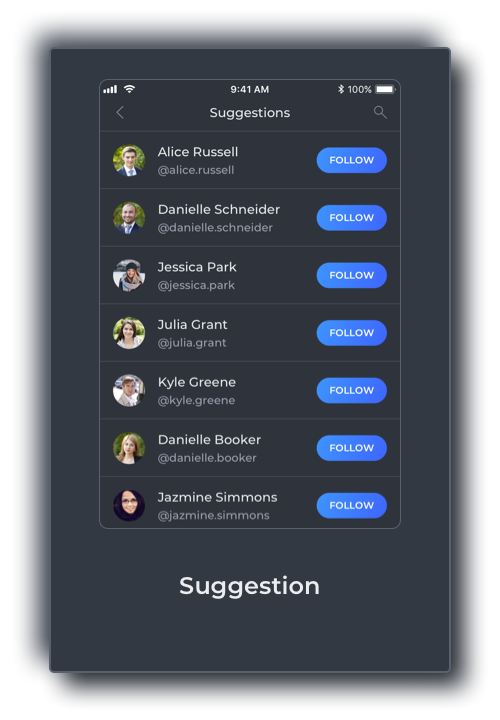 9:41 AM 100%
Suggestions
Alice Russell
@alice.russell
FOLLOW
Danielle Schneider
@danielle.schneider
FOLLOW
Jessica Park
@jessica.park
FOLLOW
Julia Grant
@julia.grant
FOLLOW
Kyle Greene
@kyle.greene
FOLLOW
Danielle Booker
@danielle.booker
FOLLOW
Jazmine Simmons
@jazmine.simmons
FOLLOW
Suggestion